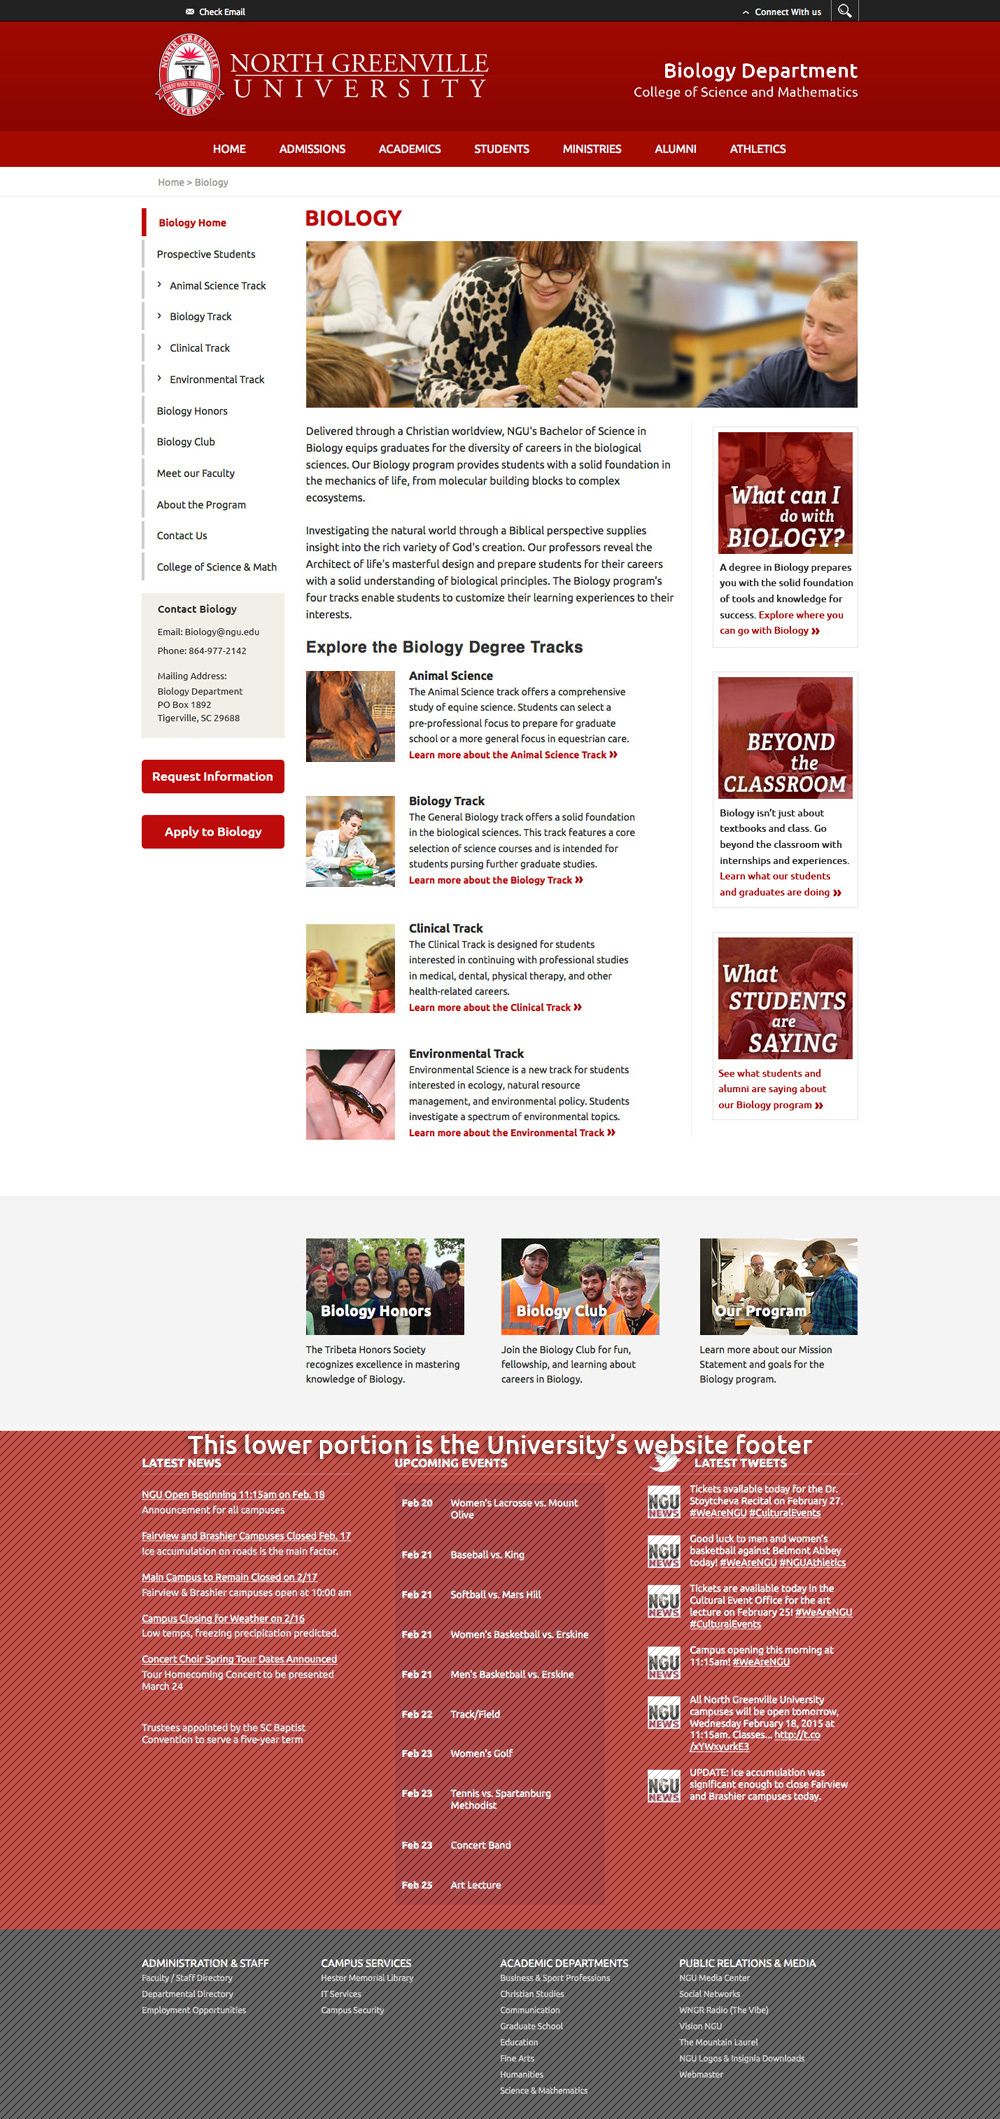 Check Email
Connect With us
NORTH GREENVILLE
UNIVERSITY
NORTH GREENVILLE
UNIVERSITY
Biology Department
College of Science and Mathematics
HOME ADMISSIONS ACADEMICS STUDENTS MINISTRIES ALUMNI ATHLETICS
Home > Biology
Biology Home
Prospective Students
› Animal Science Track
› Biology Track
› Clinical Track
› Environmental Track
Biology Honors
Biology Club
Meet our Faculty
About the Program
Contact Us
College of Science & Math
Contact Biology
Email: Biology@ngu.edu
Phone: 864-977-2142
Mailing Address:
Biology Department
PO Box 1892
Tigerville, SC 29688
Request Information
Apply to Biology
BIOLOGY
Delivered through a Christian worldview, NGU's Bachelor of Science in
Biology equips graduates for the diversity of careers in the biological
sciences. Our Biology program provides students with a solid foundation in
the mechanics of life, from molecular building blocks to complex
ecosystems.
Investigating the natural world through a Biblical perspective supplies
insight into the rich variety of God's creation. Our professors reveal the
Architect of life's masterful design and prepare students for their careers
with a solid understanding of biological principles. The Biology program's
four tracks enable students to customize their learning experiences to their
interests.
Explore the Biology Degree Tracks
Animal Science
The Animal Science track offers a comprehensive
study of equine science. Students can select a
pre-professional focus to prepare for graduate
school or a more general focus in equestrian care.
Learn more about the Animal Science Track »
Biology Track
The General Biology track offers a solid foundation
in the biological sciences. This track features a core
selection of science courses and is intended for
students pursing further graduate studies.
Learn more about the Biology Track »
Clinical Track
The Clinical Track is designed for students
interested in continuing with professional studies
in medical, dental, physical therapy, and other
health-related careers.
Learn more about the Clinical Track »
Environmental Track
Environmental Science is a new track for students
interested in ecology, natural resource
management, and environmental policy. Students
investigate a spectrum of environmental topics.
Learn more about the Environmental Track »
What can I
do with
BIOLOGY?
A degree in Biology prepares
you with the solid foundation
of tools and knowledge for
success. Explore where you
can go with Biology »
BEYOND
the
CLASSROOM
Biology isn't just about
textbooks and class. Go
beyond the classroom with
internships and experiences.
Learn what our students
and graduates are doing »
What
STUDENTS
are
SAYING
See what students and
alumni are saying about
our Biology program »
Biology Honors
The Tribeta Honors Society
recognizes excellence in mastering
knowledge of Biology.
Biology Club
Join the Biology Club for fun,
fellowship, and learning about
careers in Biology.
Our Program
Learn more about our Mission
Statement and goals for the
Biology program.
This lower portion is the University's website footer
LATEST NEWS
NGU Open Beginning 11:15am on Feb. 18
Announcement for all campuses
Fairview and Brashier Campuses Closed Feb. 17
Ice accumulation on roads is the main factor.
Main Campus to Remain Closed on 2/17
Fairview & Brashier campuses open at 10:00 am
Campus Closing for Weather on 2/16
Low temps, freezing precipitation predicted.
Concert Choir Spring Tour Dates Announced
Tour Homecoming Concert to be presented
March 24
Trustees appointed by the SC Baptist
Convention to serve a five-year term
UPCOMING EVENTS
Feb 20 Women's Lacrosse vs. Mount
Olive
Feb 21 Baseball vs. King
Feb 21 Softball vs. Mars Hill
Feb 21 Women's Basketball vs. Erskine
Feb 21 Men's Basketball vs. Erskine
Feb 22 Track/Field
Feb 23 Women's Golf
Feb 23 Tennis vs. Spartanburg
Methodist
Feb 23 Concert Band
Feb 25 Art Lecture
LATEST TWEETS
NGU
NEWS
Tickets available today for the Dr.
Stoytcheva Recital on February 27.
#WeAreNGU #CulturalEvents
NGU
NEWS
Good luck to men and women's
basketball against Belmont Abbey
today! #WeAreNGU #NGUAthletics
NGU
NEWS
Tickets are available today in the
Cultural Event Office for the art
lecture on February 25! #WeAreNGU
#CulturalEvents
NGU
NEWS
Campus opening this morning at
11:15am! #WeAreNGU
NGU
NEWS
All North Greenville University
campuses will be open tomorrow,
Wednesday February 18, 2015 at
11:15am. Classes... http://t.co
/xYWxyurkE3
NGU
NEWS
UPDATE: Ice accumulation was
significant enough to close Fairview
and Brashier campuses today.
ADMINISTRATION & STAFF
Faculty / Staff Directory
Departmental Directory
Employment Opportunities
CAMPUS SERVICES
Hester Memorial Library
IT Services
Campus Security
ACADEMIC DEPARTMENTS
Business & Sport Professions
Christian Studies
Communication
Graduate School
Education
Fine Arts
Humanities
Science & Mathematics
PUBLIC RELATIONS & MEDIA
NGU Media Center
Social Networks
WNGR Radio (The Vibe)
Vision NGU
The Mountain Laurel
NGU Logos & Insignia Downloads
Webmaster